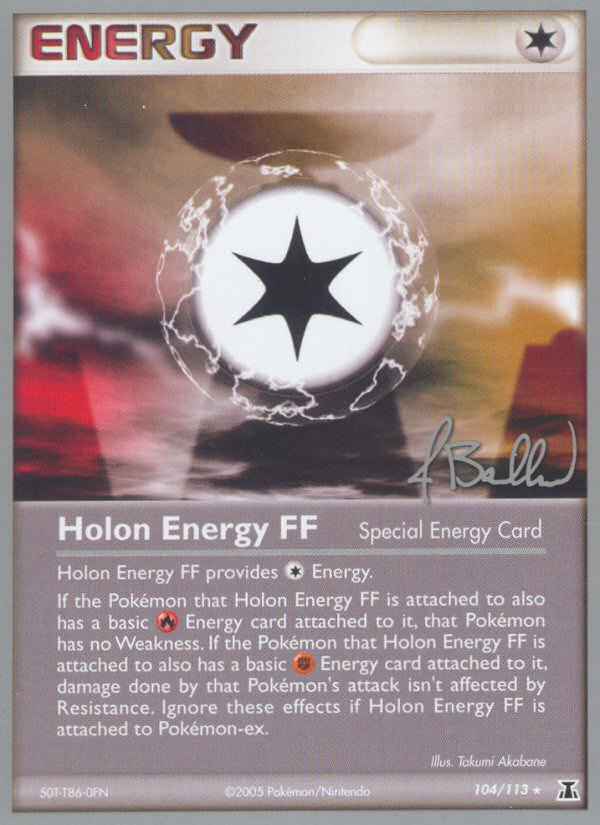 ENERGY
J Balla
Holon Energy FF Special Energy Card
Holon Energy FF provides Energy.
If the Pokémon that Holon Energy FF is attached to also
has a basic Energy card attached to it, that Pokémon
has no Weakness. If the Pokémon that Holon Energy FF is
attached to also has a basic Energy card attached to it,
damage done by that Pokémon's attack isn't affected by
Resistance. Ignore these effects if Holon Energy FF is
attached to Pokémon-ex.
Illus. Takumi Akabane
50T-T86-0FN ©2005 Pokémon/Nintendo 104/113 ★